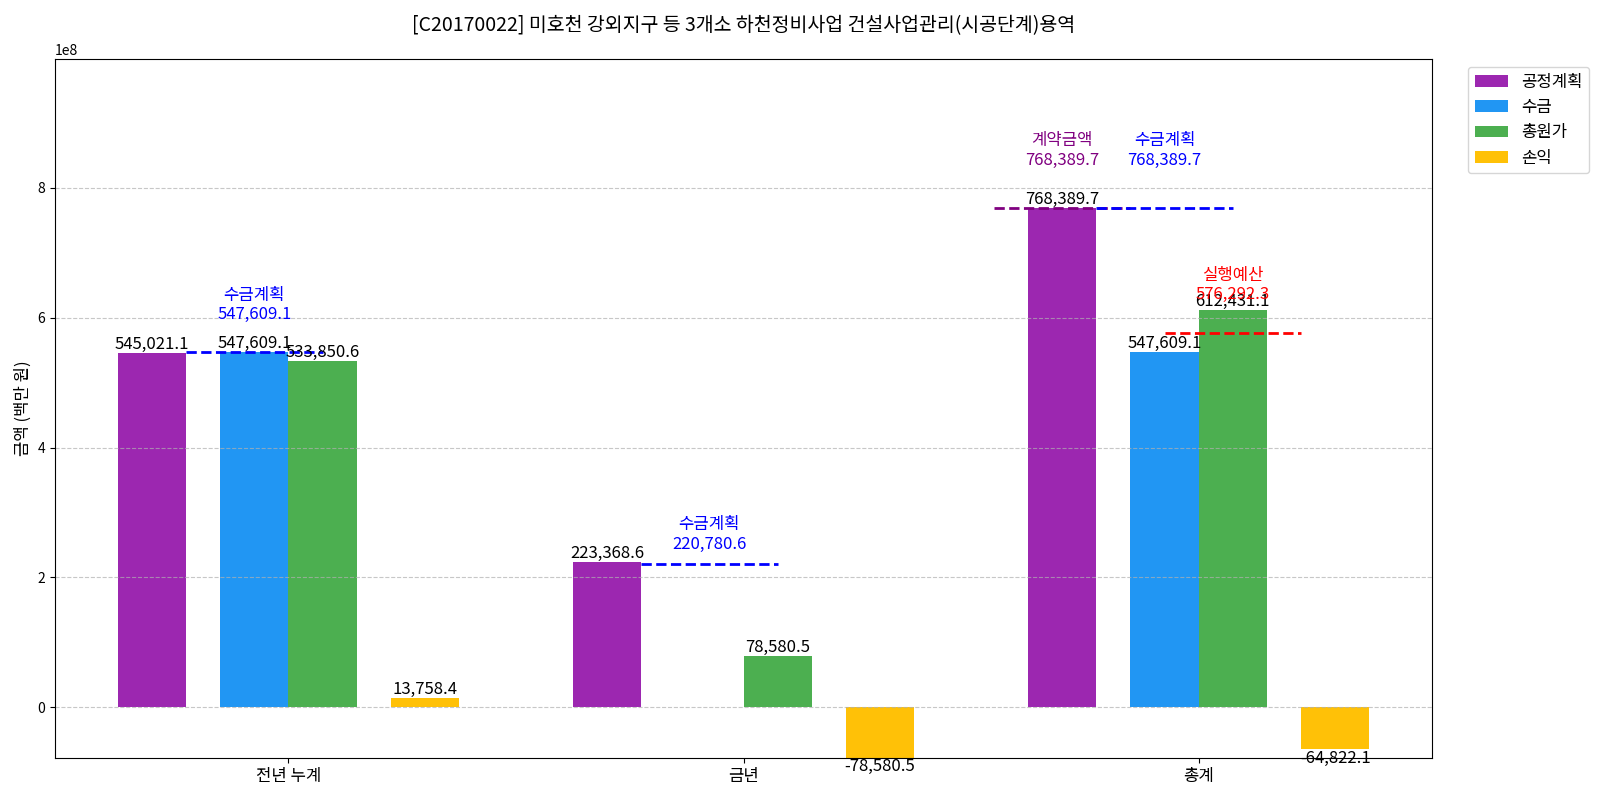 [C20170022] 미호천 강외지구 등 3개소 하천정비사업 건설사업관리(시공단계)용역
1e8
공정계획
수금
총원가
손익
계약금액
768,389.7
수금계획
768,389.7
8
768,389.7
실행예산
576,292.3
612,431.1
수금계획
547,609.1
6
545,021.1
547,609.1
533,850.6
547,609.1
금액 (백만 원)
4
수금계획
220,780.6
223,368.6
2
78,580.5
13,758.4
0
-78,580.5
-64,822.1
전년 누계
금년
총계